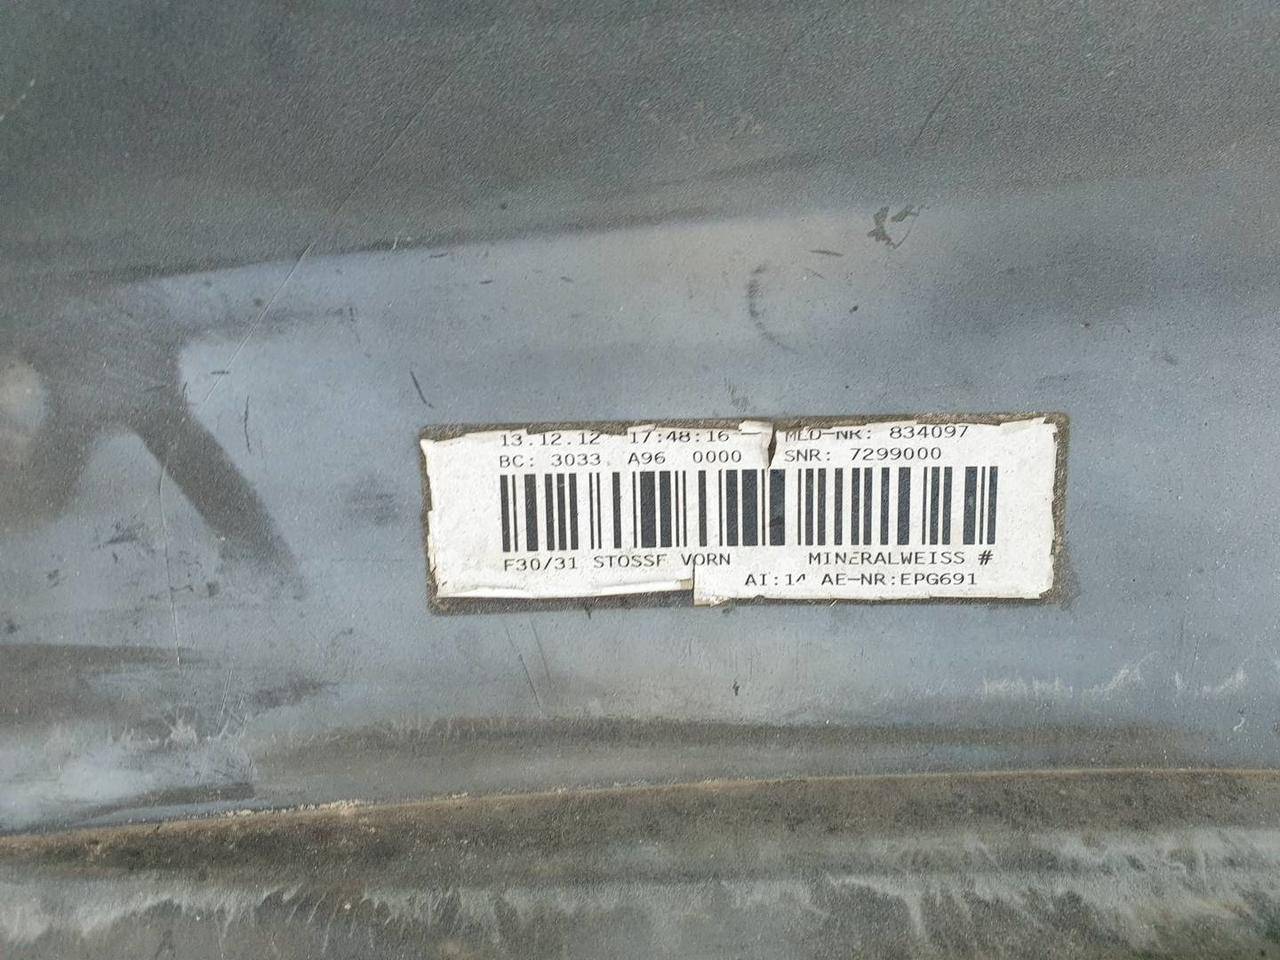 13.12.12 17:48:16 MLD-NR: 834097
BC: 3033 A96 0000 SNR: 7299000
F30/31 STOSSF VORN MINERALWEISS #
AI:14 AE-NR:EPG691